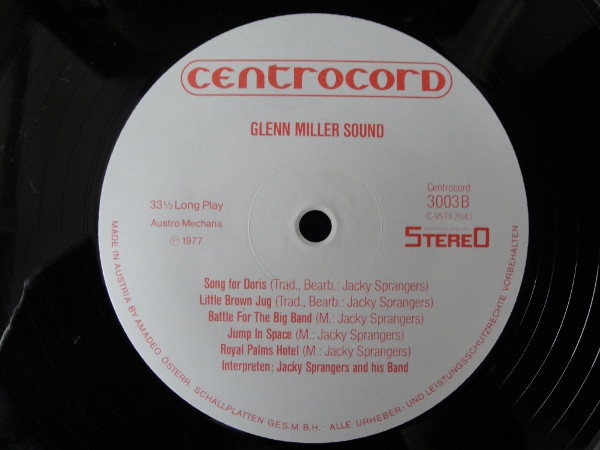 CENTROCORD
GLENN MILLER SOUND
33⅓ Long Play
Austro Mechana
Ⓟ 1977
Centrocord
3003B
C-VSTX 2041
STEREO
Song for Doris (Trad., Bearb.: Jacky Sprangers)
Little Brown Jug (Trad., Bearb.: Jacky Sprangers)
Battle For The Big Band (M.: Jacky Sprangers)
Jump In Space (M.: Jacky Sprangers)
Royal Palms Hotel (M.: Jacky Sprangers)
Interpreten: Jacky Sprangers and his Band
MADE IN AUSTRIA BY AMADEO ÖSTERR. SCHALLPLATTEN GES.M.B.H. · ALLE URHEBER- UND LEISTUNGSSCHUTZRECHTE VORBEHALTEN